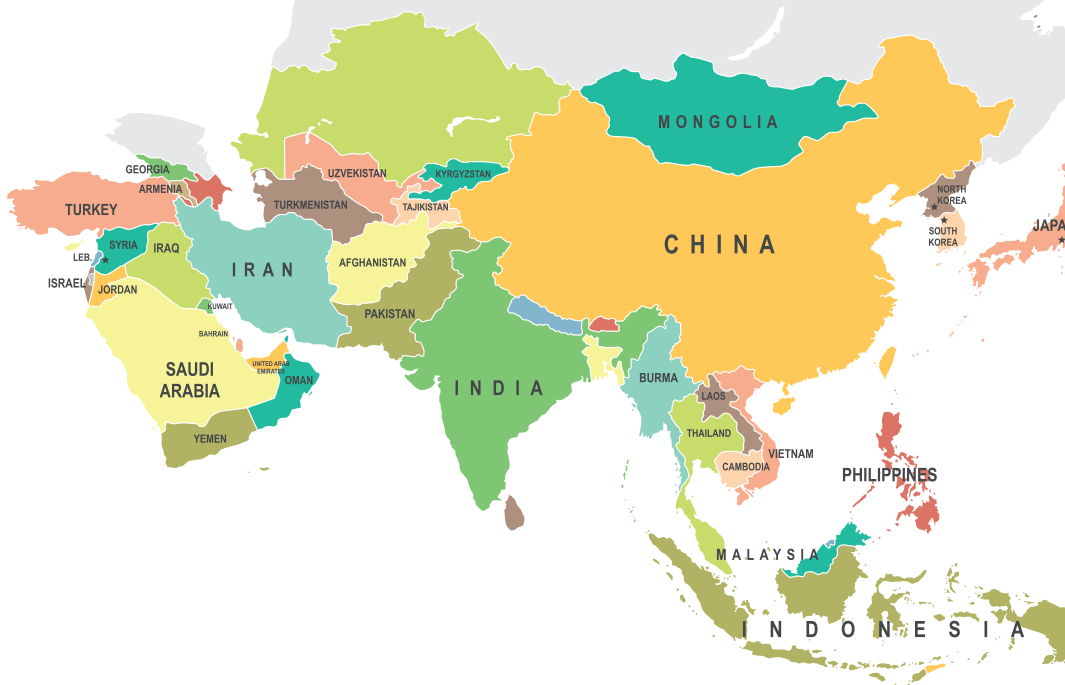 MONGOLIA
GEORGIA
ARMENIA
UZVEKISTAN
KYRGYZSTAN
TURKMENISTAN
TAJIKISTAN
NORTH
KOREA
TURKEY
SYRIA
IRAQ
LEB.
IRAN
AFGHANISTAN
CHINA
SOUTH
KOREA
JAPA
ISRAEL
JORDAN
KUWAIT
PAKISTAN
BAHRAIN
SAUDI
ARABIA
UNITED ARAB
EMIRATES
OMAN
INDIA
BURMA
LAOS
YEMEN
THAILAND
VIETNAM
CAMBODIA
PHILIPPINES
MALAYSIA
INDONESIA